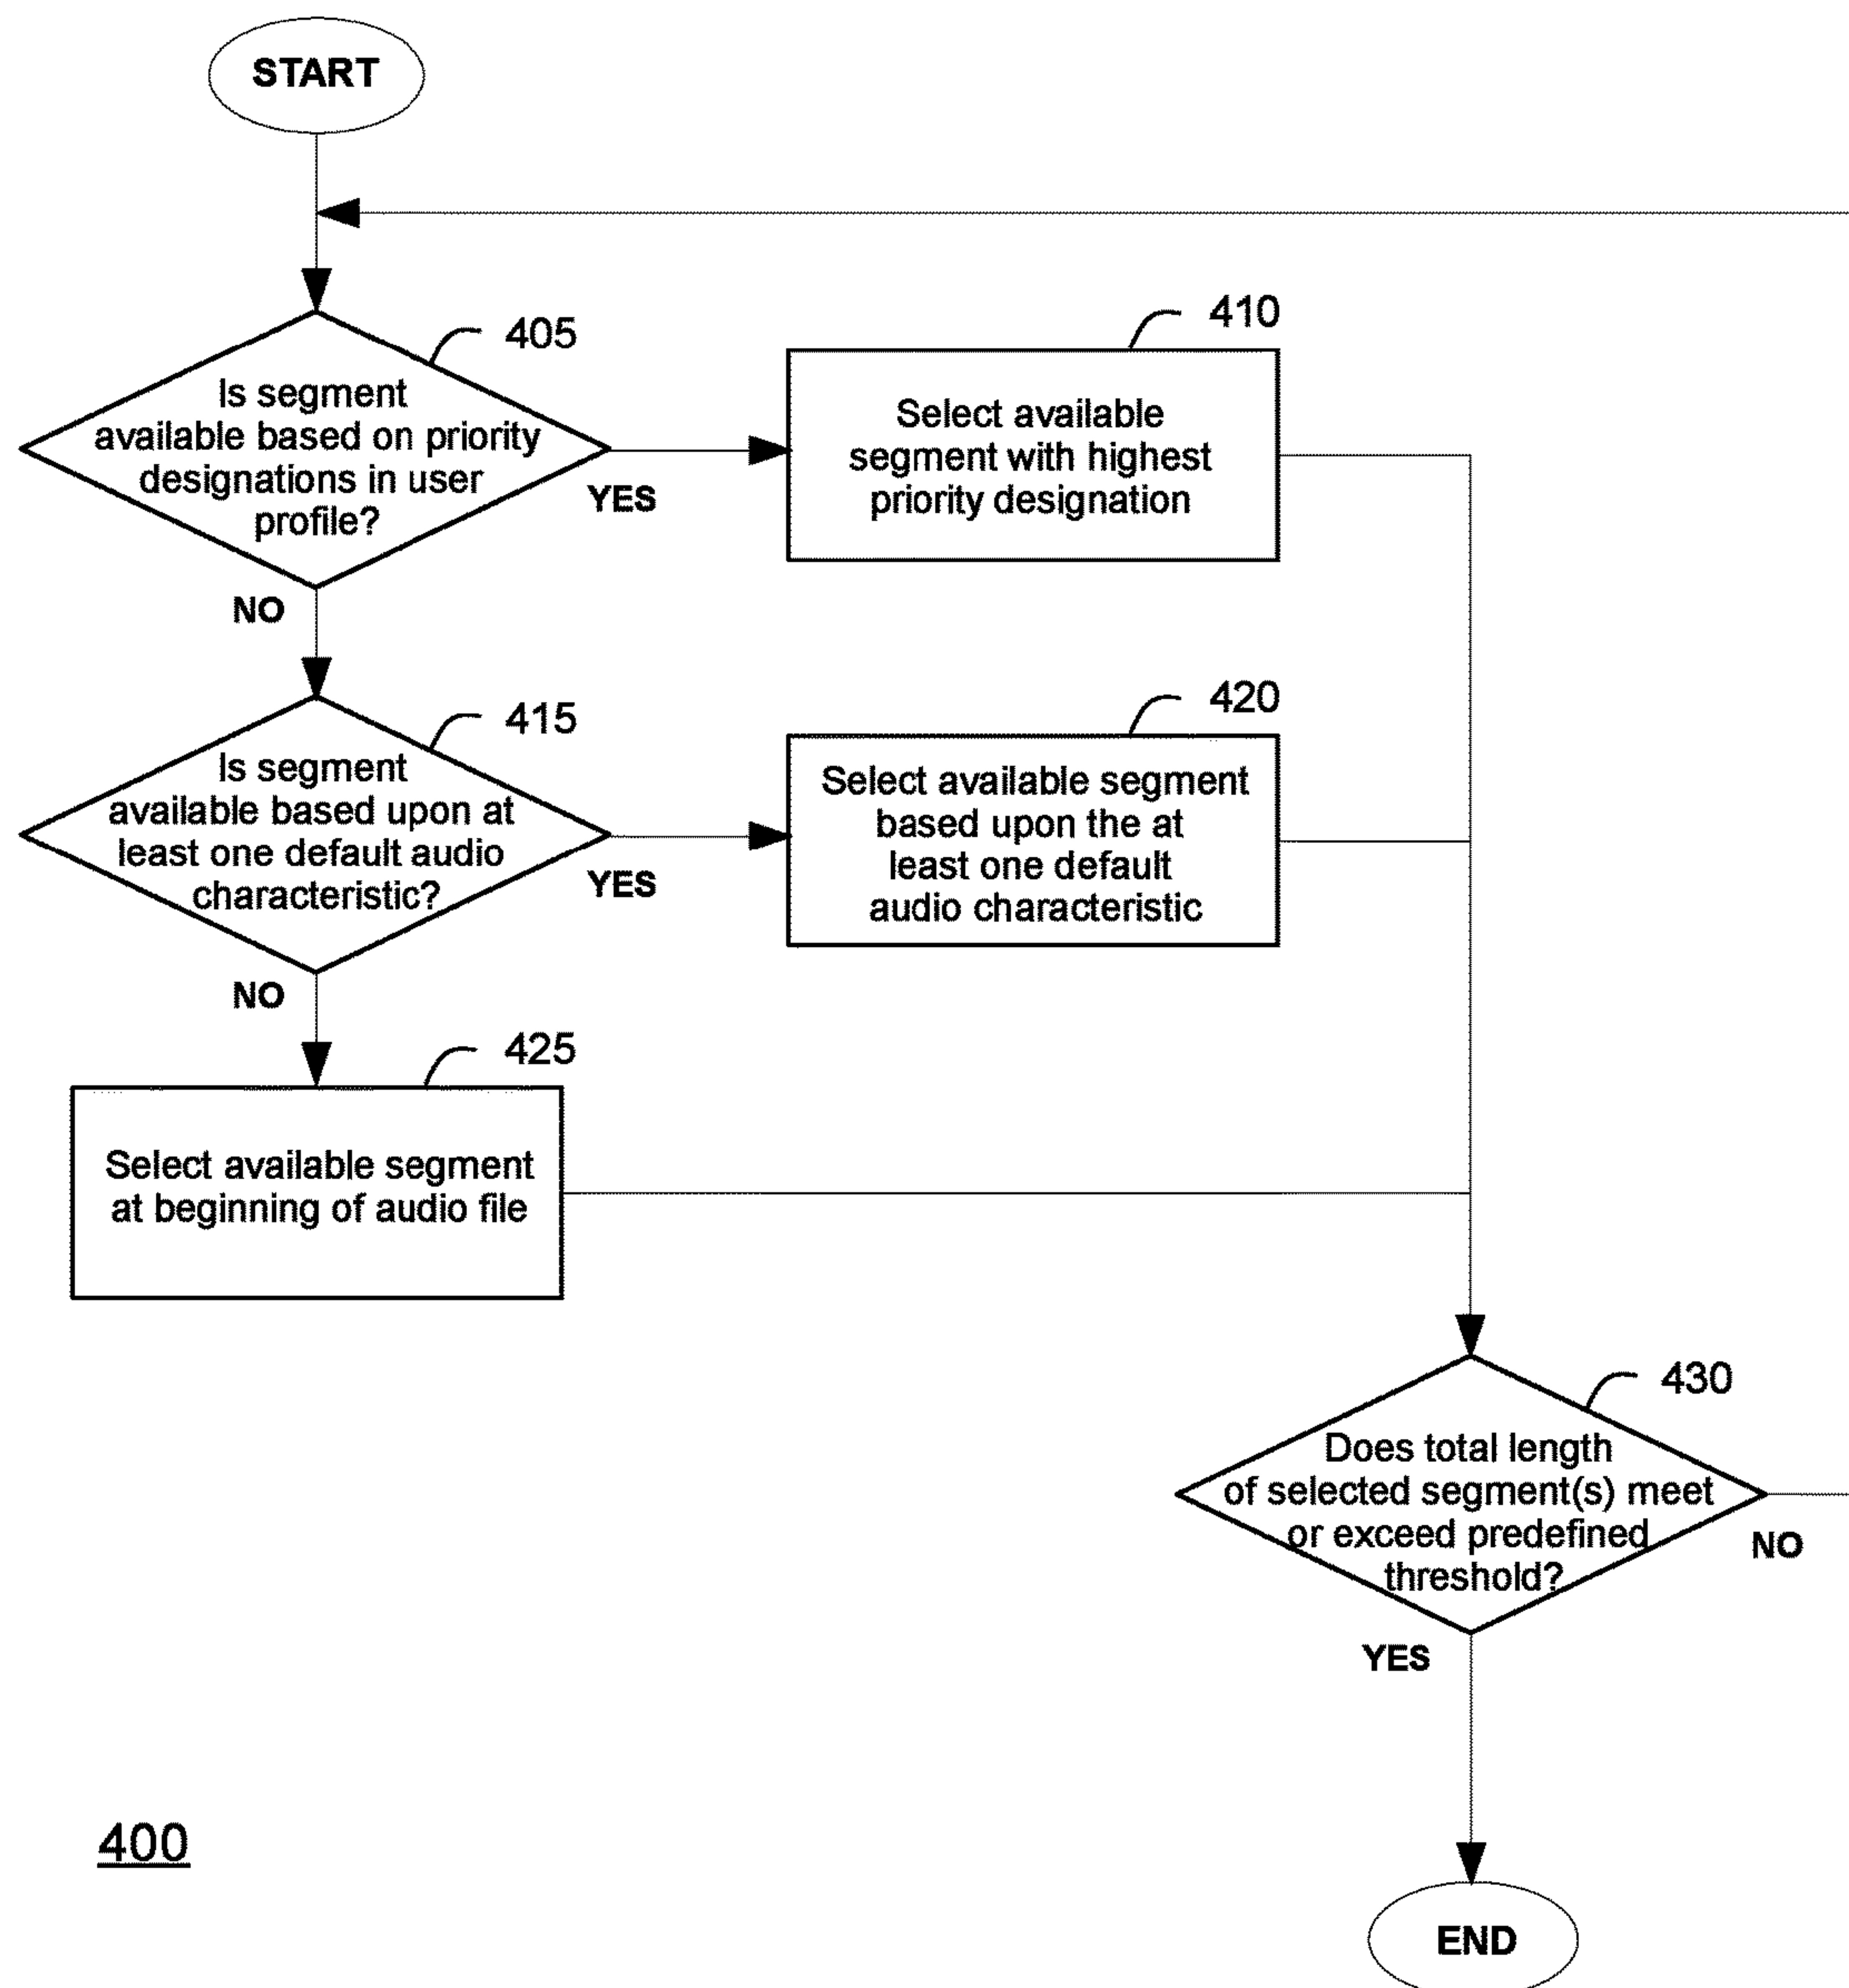 START
405
Is segment
available based on priority
designations in user
profile?
YES
NO
410
Select available
segment with highest
priority designation
415
Is segment
available based upon at
least one default audio
characteristic?
YES
NO
420
Select available segment
based upon the at
least one default
audio characteristic
425
Select available segment
at beginning of audio file
430
Does total length
of selected segment(s) meet
or exceed predefined
threshold?
NO
YES
400
END